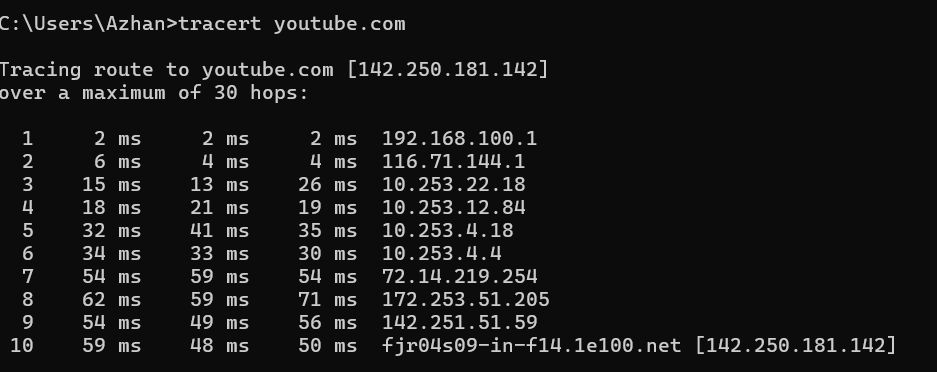 C:\Users\Azhan>tracert youtube.com
Tracing route to youtube.com [142.250.181.142]
over a maximum of 30 hops:
1 2 ms 2 ms 2 ms 192.168.100.1
2 6 ms 4 ms 4 ms 116.71.144.1
3 15 ms 13 ms 26 ms 10.253.22.18
4 18 ms 21 ms 19 ms 10.253.12.84
5 32 ms 41 ms 35 ms 10.253.4.18
6 34 ms 33 ms 30 ms 10.253.4.4
7 54 ms 59 ms 54 ms 72.14.219.254
8 62 ms 59 ms 71 ms 172.253.51.205
9 54 ms 49 ms 56 ms 142.251.51.59
10 59 ms 48 ms 50 ms fjr04s09-in-f14.1e100.net [142.250.181.142]